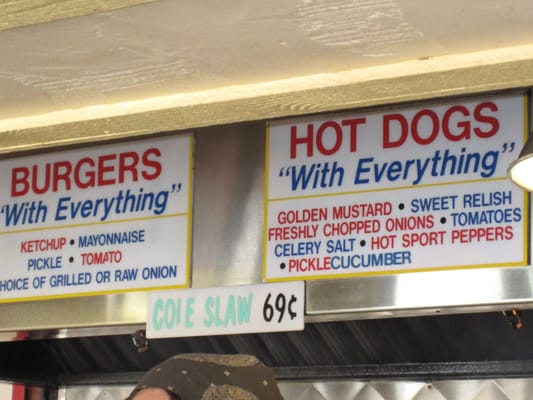 BURGERS
"With Everything"
KETCHUP • MAYONNAISE
PICKLE • TOMATO
CHOICE OF GRILLED OR RAW ONION
HOT DOGS
"With Everything"
GOLDEN MUSTARD • SWEET RELISH
FRESHLY CHOPPED ONIONS • TOMATOES
CELERY SALT • HOT SPORT PEPPERS
• PICKLECUCUMBER
COLE SLAW 69¢